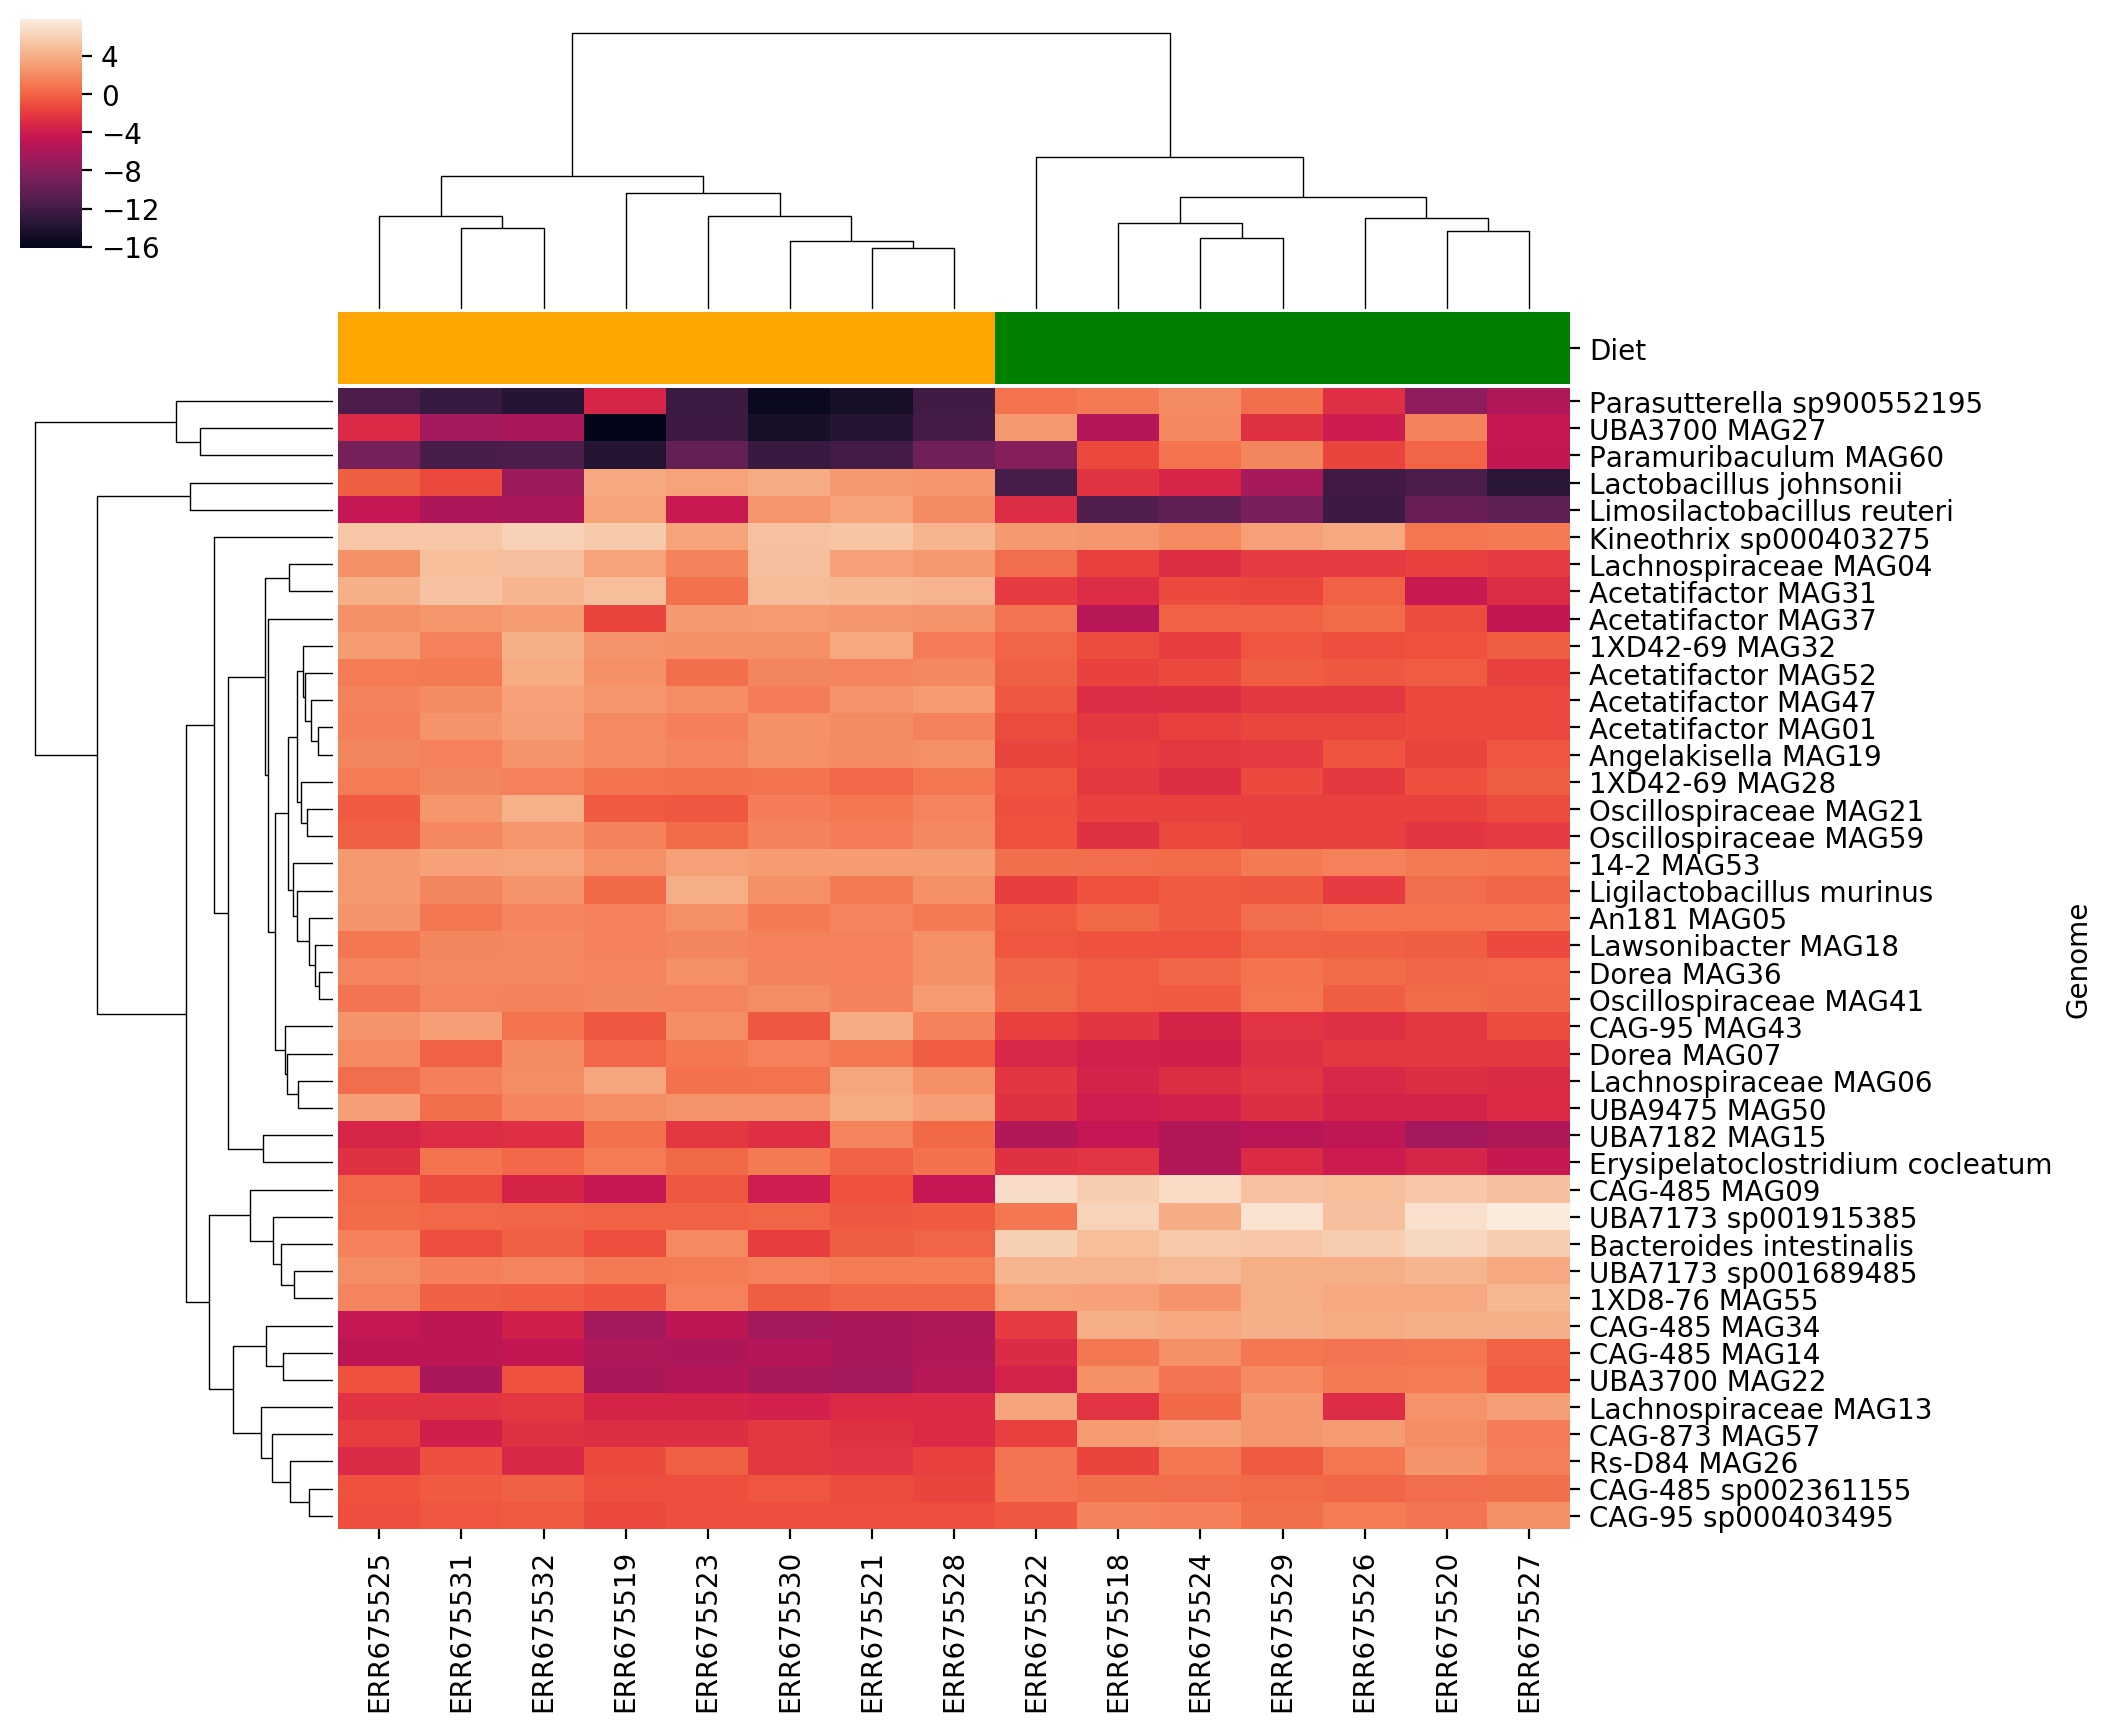 4
0
−4
−8
−12
−16
Diet
Parasutterella sp900552195
UBA3700 MAG27
Paramuribaculum MAG60
Lactobacillus johnsonii
Limosilactobacillus reuteri
Kineothrix sp000403275
Lachnospiraceae MAG04
Acetatifactor MAG31
Acetatifactor MAG37
1XD42-69 MAG32
Acetatifactor MAG52
Acetatifactor MAG47
Acetatifactor MAG01
Angelakisella MAG19
1XD42-69 MAG28
Oscillospiraceae MAG21
Oscillospiraceae MAG59
14-2 MAG53
Ligilactobacillus murinus
An181 MAG05
Lawsonibacter MAG18
Dorea MAG36
Oscillospiraceae MAG41
CAG-95 MAG43
Dorea MAG07
Lachnospiraceae MAG06
UBA9475 MAG50
UBA7182 MAG15
Erysipelatoclostridium cocleatum
CAG-485 MAG09
UBA7173 sp001915385
Bacteroides intestinalis
UBA7173 sp001689485
1XD8-76 MAG55
CAG-485 MAG34
CAG-485 MAG14
UBA3700 MAG22
Lachnospiraceae MAG13
CAG-873 MAG57
Rs-D84 MAG26
CAG-485 sp002361155
CAG-95 sp000403495
Genome
ERR675525
ERR675531
ERR675532
ERR675519
ERR675523
ERR675530
ERR675521
ERR675528
ERR675522
ERR675518
ERR675524
ERR675529
ERR675526
ERR675520
ERR675527